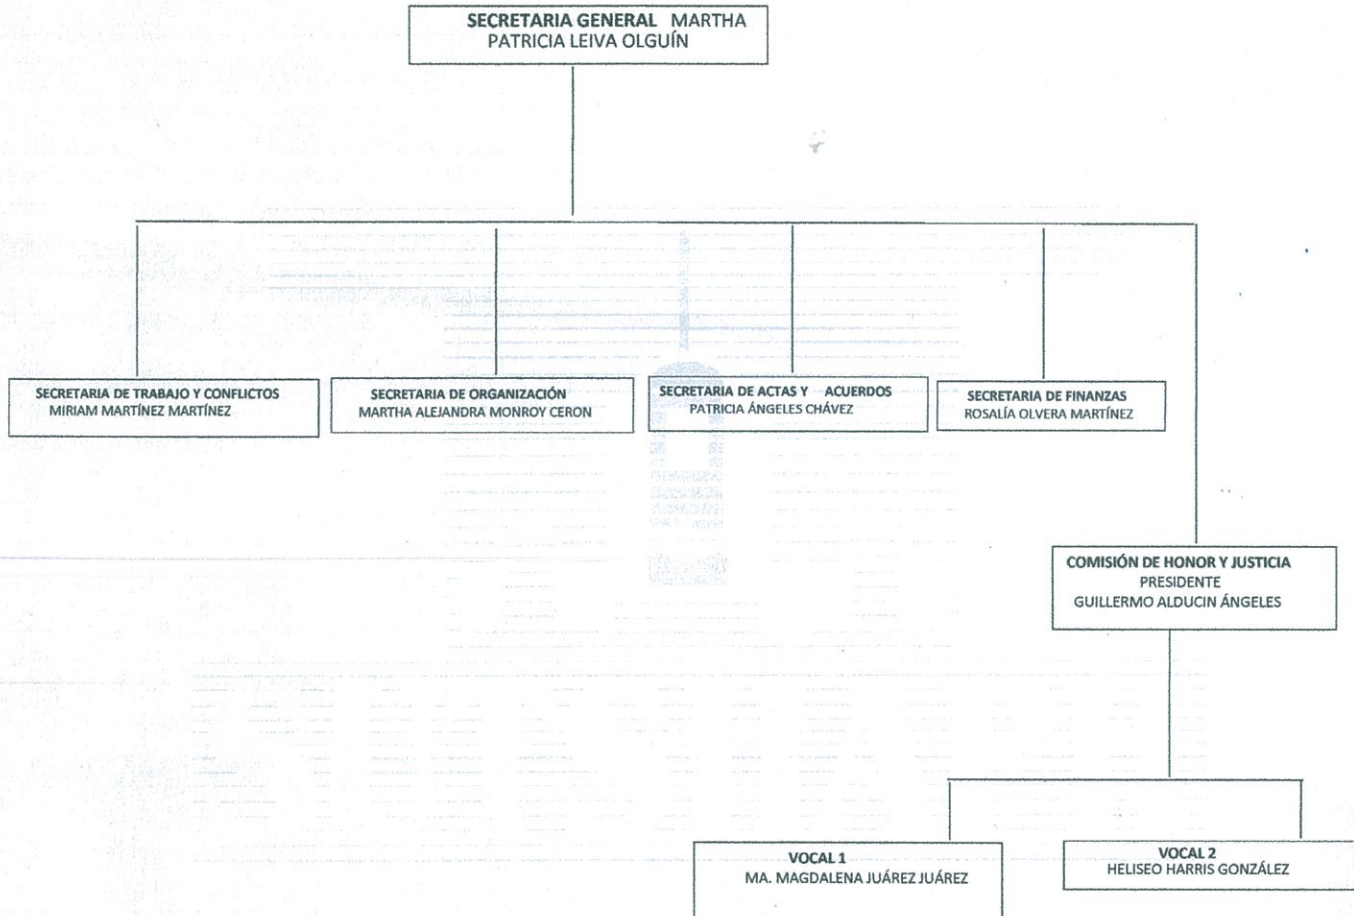 SECRETARIA GENERAL MARTHA
PATRICIA LEIVA OLGUÍN
SECRETARIA DE TRABAJO Y CONFLICTOS
MIRIAM MARTÍNEZ MARTÍNEZ
SECRETARIA DE ORGANIZACIÓN
MARTHA ALEJANDRA MONROY CERON
SECRETARIA DE ACTAS Y ACUERDOS
PATRICIA ÁNGELES CHÁVEZ
SECRETARIA DE FINANZAS
ROSALÍA OLVERA MARTÍNEZ
COMISIÓN DE HONOR Y JUSTICIA
PRESIDENTE
GUILLERMO ALDUCIN ÁNGELES
VOCAL 1
MA. MAGDALENA JUÁREZ JUÁREZ
VOCAL 2
HELISEO HARRIS GONZÁLEZ